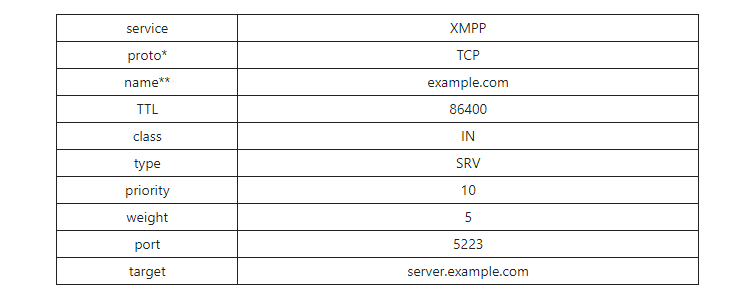 service XMPP
proto* TCP
name** example.com
TTL 86400
class IN
type SRV
priority 10
weight 5
port 5223
target server.example.com